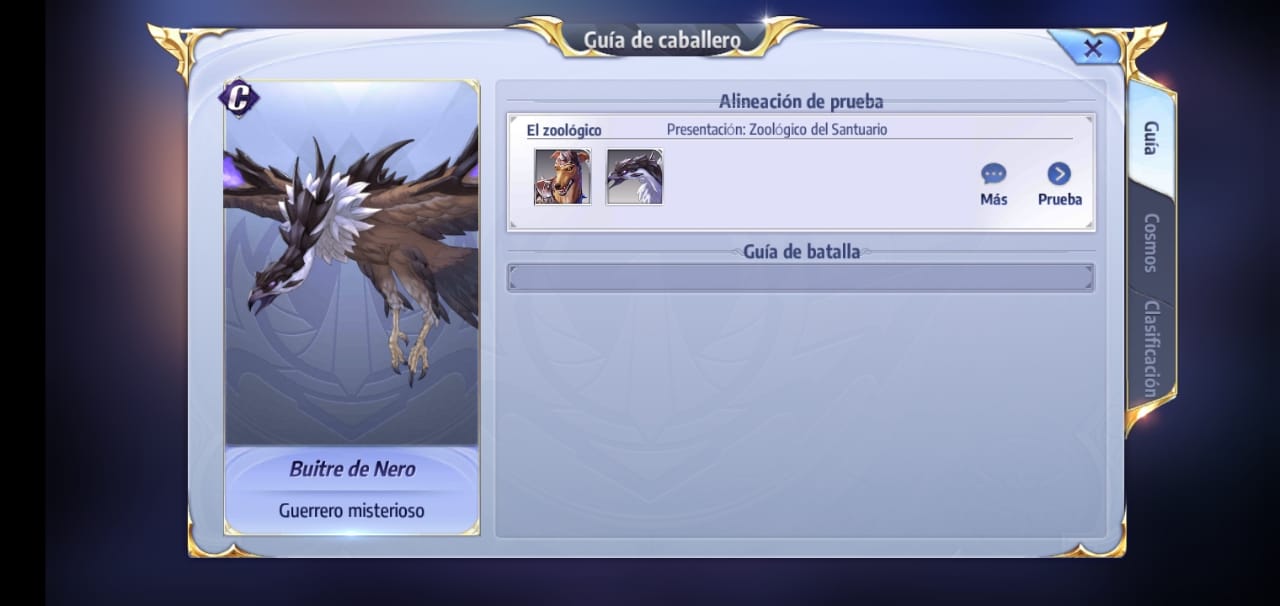 Guía de caballero
C
Buitre de Nero
Guerrero misterioso
Alineación de prueba
El zoológico
Presentación: Zoológico del Santuario
Más
Prueba
Guía de batalla
Guía
Cosmos
Clasificación